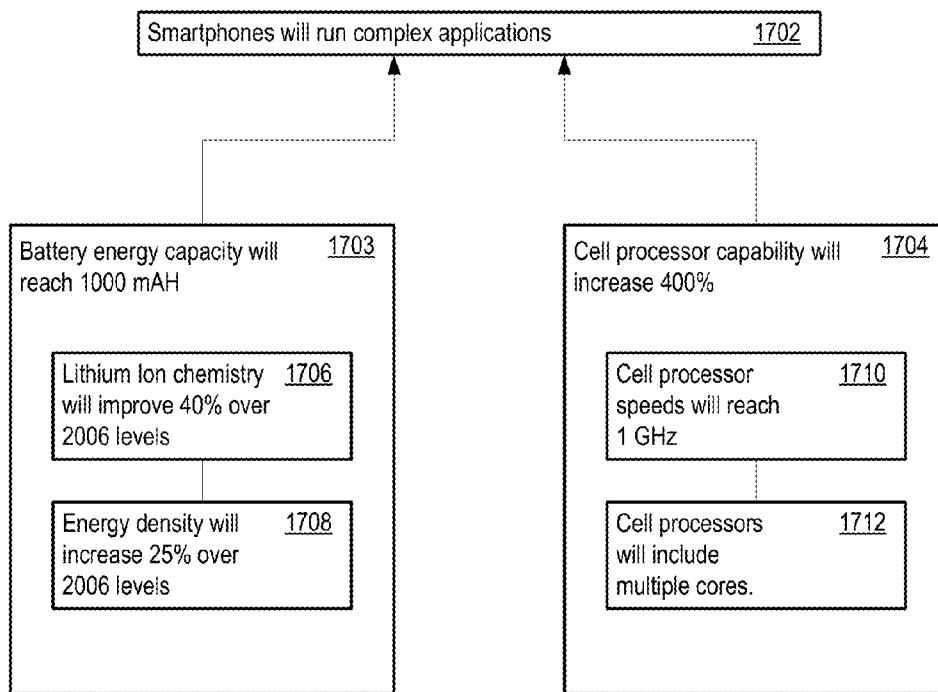 Smartphones will run complex applications 1702
Battery energy capacity will 1703
reach 1000 mAH
Lithium Ion chemistry 1706
will improve 40% over
2006 levels
Energy density will 1708
increase 25% over
2006 levels
Cell processor capability will 1704
increase 400%
Cell processor 1710
speeds will reach
1 GHz
Cell processors 1712
will include
multiple cores.